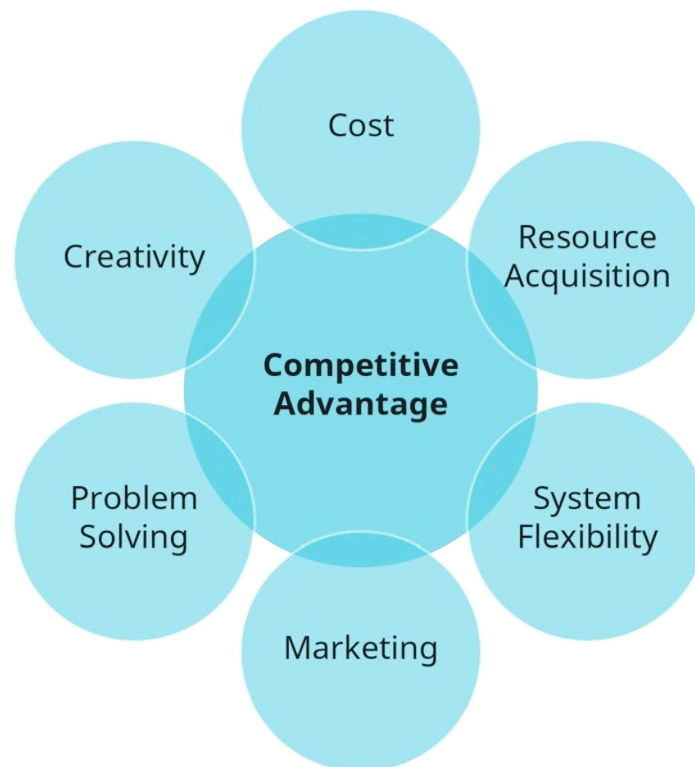 Cost
Resource
Acquisition
System
Flexibility
Marketing
Problem
Solving
Creativity
Competitive
Advantage